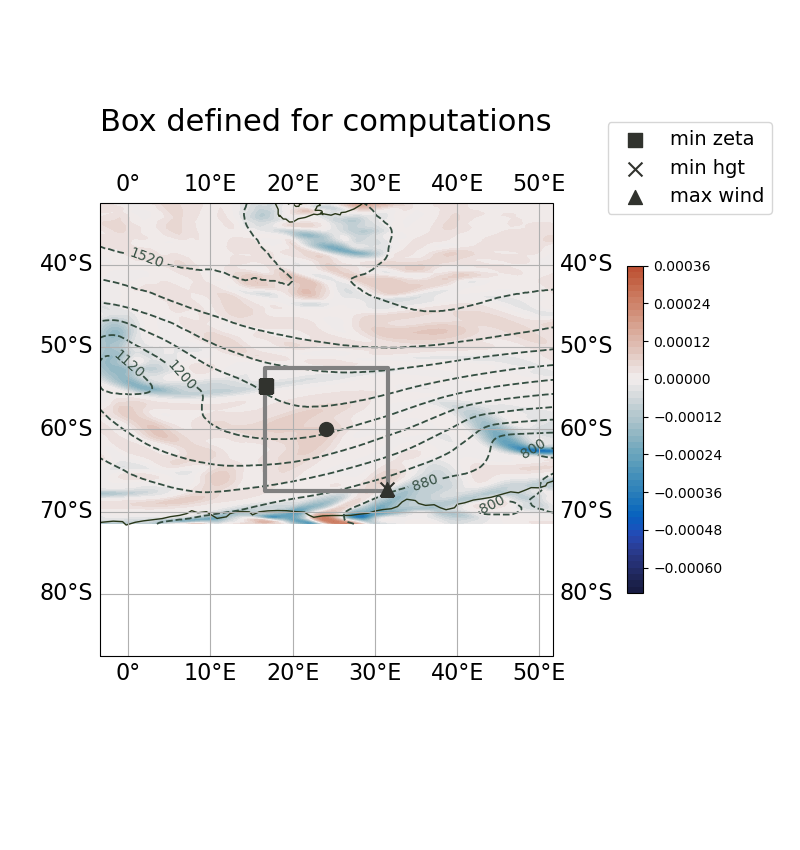 Box defined for computations
min zeta
min hgt
max wind
0° 10°E 20°E 30°E 40°E 50°E
40°S 40°S
50°S 50°S
60°S 60°S
70°S 70°S
80°S 80°S
0° 10°E 20°E 30°E 40°E 50°E
1520
1120
1200
880
800
800
0.00036
0.00024
0.00012
0.00000
−0.00012
−0.00024
−0.00036
−0.00048
−0.00060